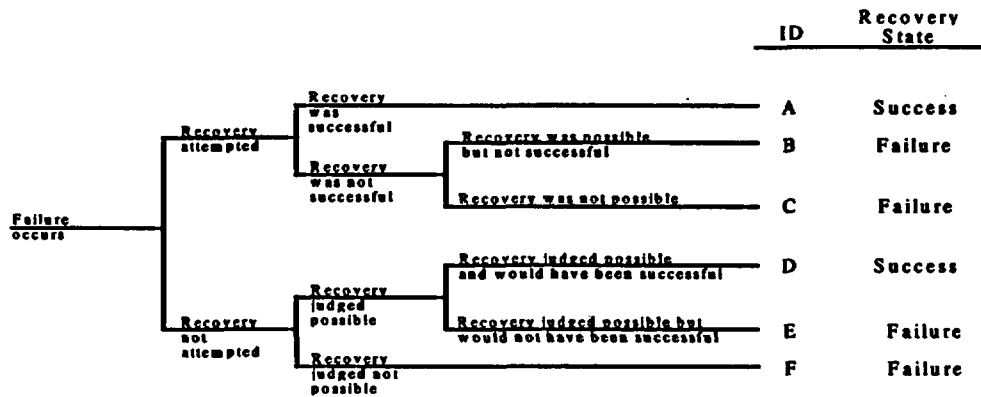 ID
Recovery
State
Recovery
was
successful
A
Success
Recovery
attempted
Recovery was possible
but not successful
B
Failure
Recovery
was not
successful
Recovery was not possible
C
Failure
Failure
occurs
Recovery judged possible
and would have been successful
D
Success
Recovery
judged
possible
Recovery
not
attempted
Recovery judged possible but
would not have been successful
E
Failure
Recovery
judged not
possible
F
Failure